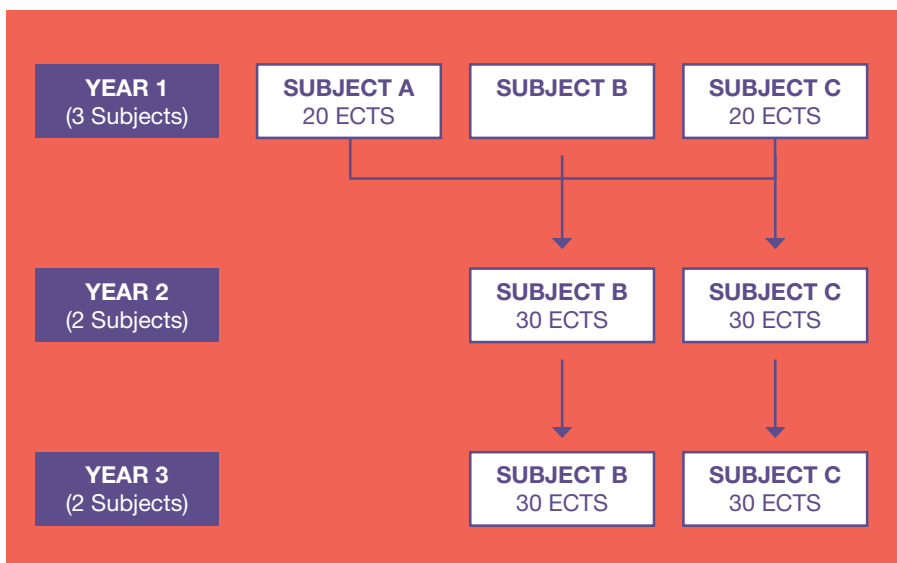 YEAR 1
(3 Subjects)
SUBJECT A
20 ECTS
SUBJECT B
SUBJECT C
20 ECTS
YEAR 2
(2 Subjects)
SUBJECT B
30 ECTS
SUBJECT C
30 ECTS
YEAR 3
(2 Subjects)
SUBJECT B
30 ECTS
SUBJECT C
30 ECTS